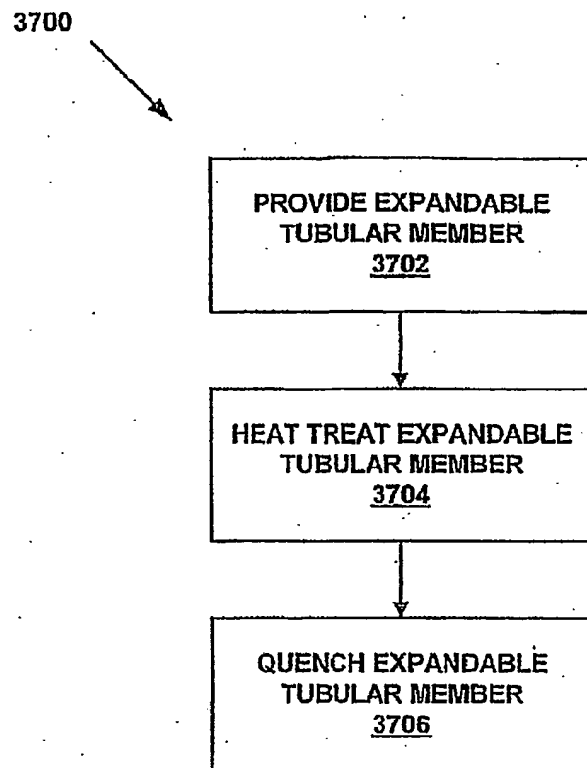 3700
PROVIDE EXPANDABLE
TUBULAR MEMBER
3702
HEAT TREAT EXPANDABLE
TUBULAR MEMBER
3704
QUENCH EXPANDABLE
TUBULAR MEMBER
3706